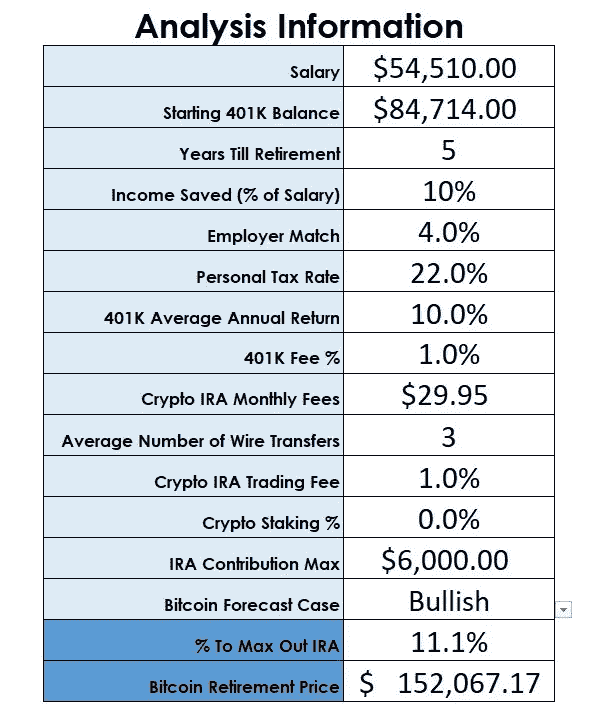 Analysis Information
Salary $54,510.00
Starting 401K Balance $84,714.00
Years Till Retirement 5
Income Saved (% of Salary) 10%
Employer Match 4.0%
Personal Tax Rate 22.0%
401K Average Annual Return 10.0%
401K Fee % 1.0%
Crypto IRA Monthly Fees $29.95
Average Number of Wire Transfers 3
Crypto IRA Trading Fee 1.0%
Crypto Staking % 0.0%
IRA Contribution Max $6,000.00
Bitcoin Forecast Case Bullish
% To Max Out IRA 11.1%
Bitcoin Retirement Price $ 152,067.17